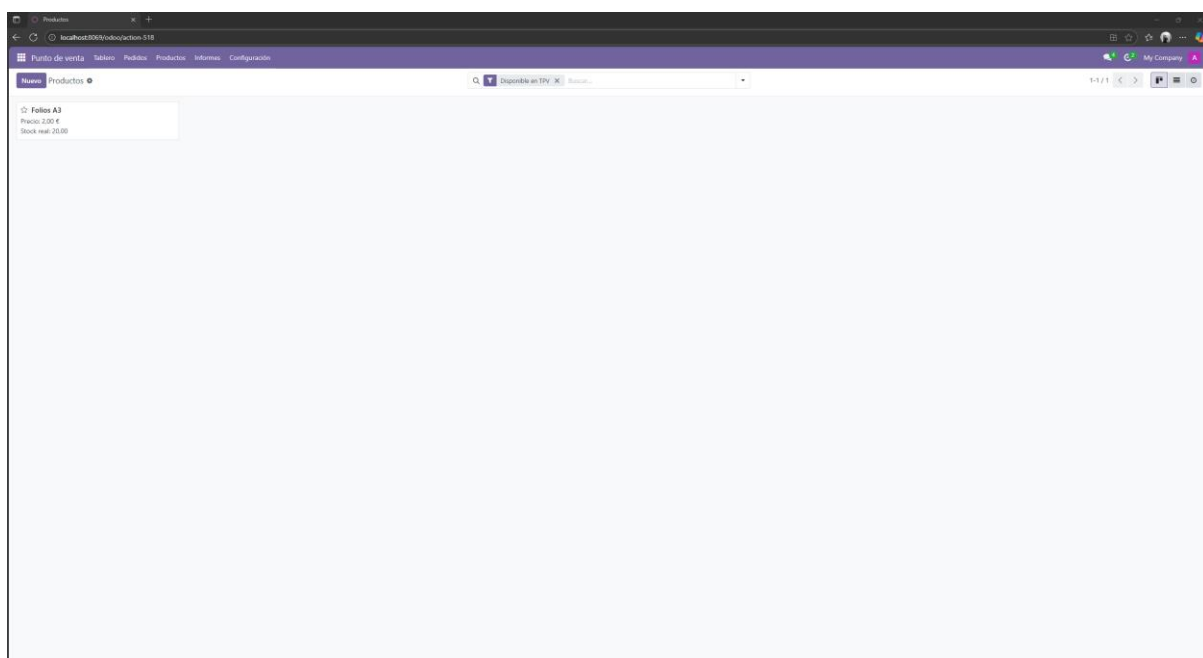 Productos
localhost:8069/odoo/action-518
Punto de venta Tablero Pedidos Productos Informes Configuración My Company A
Nuevo Productos Disponible en TPV Buscar... 1-1 / 1
Folios A3
Precio: 2,00 €
Stock real: 20.00